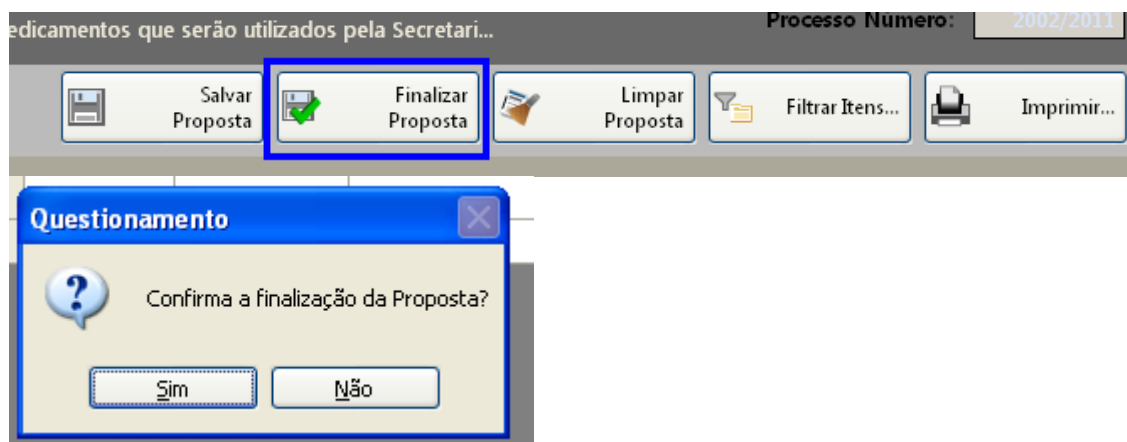 edicamentos que serão utilizados pela Secretari...
Processo Número: 2002/2011
Salvar
Proposta
Finalizar
Proposta
Limpar
Proposta
Filtrar Itens...
Imprimir...
Questionamento
Confirma a finalização da Proposta?
Sim
Não